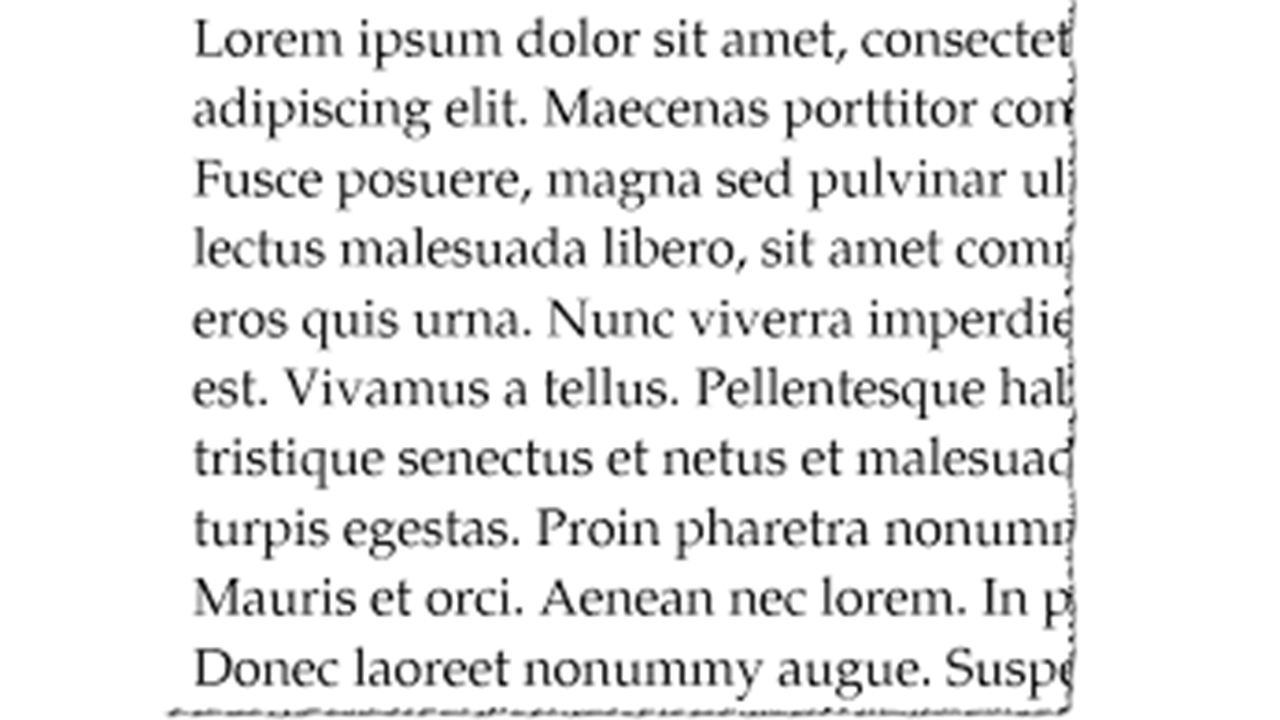 Lorem ipsum dolor sit amet, consectet
adipiscing elit. Maecenas porttitor con
Fusce posuere, magna sed pulvinar ul
lectus malesuada libero, sit amet com
eros quis urna. Nunc viverra imperdie
est. Vivamus a tellus. Pellentesque ha
tristique senectus et netus et malesuad
turpis egestas. Proin pharetra nonum
Mauris et orci. Aenean nec lorem. In p
Donec laoreet nonummy augue. Suspe